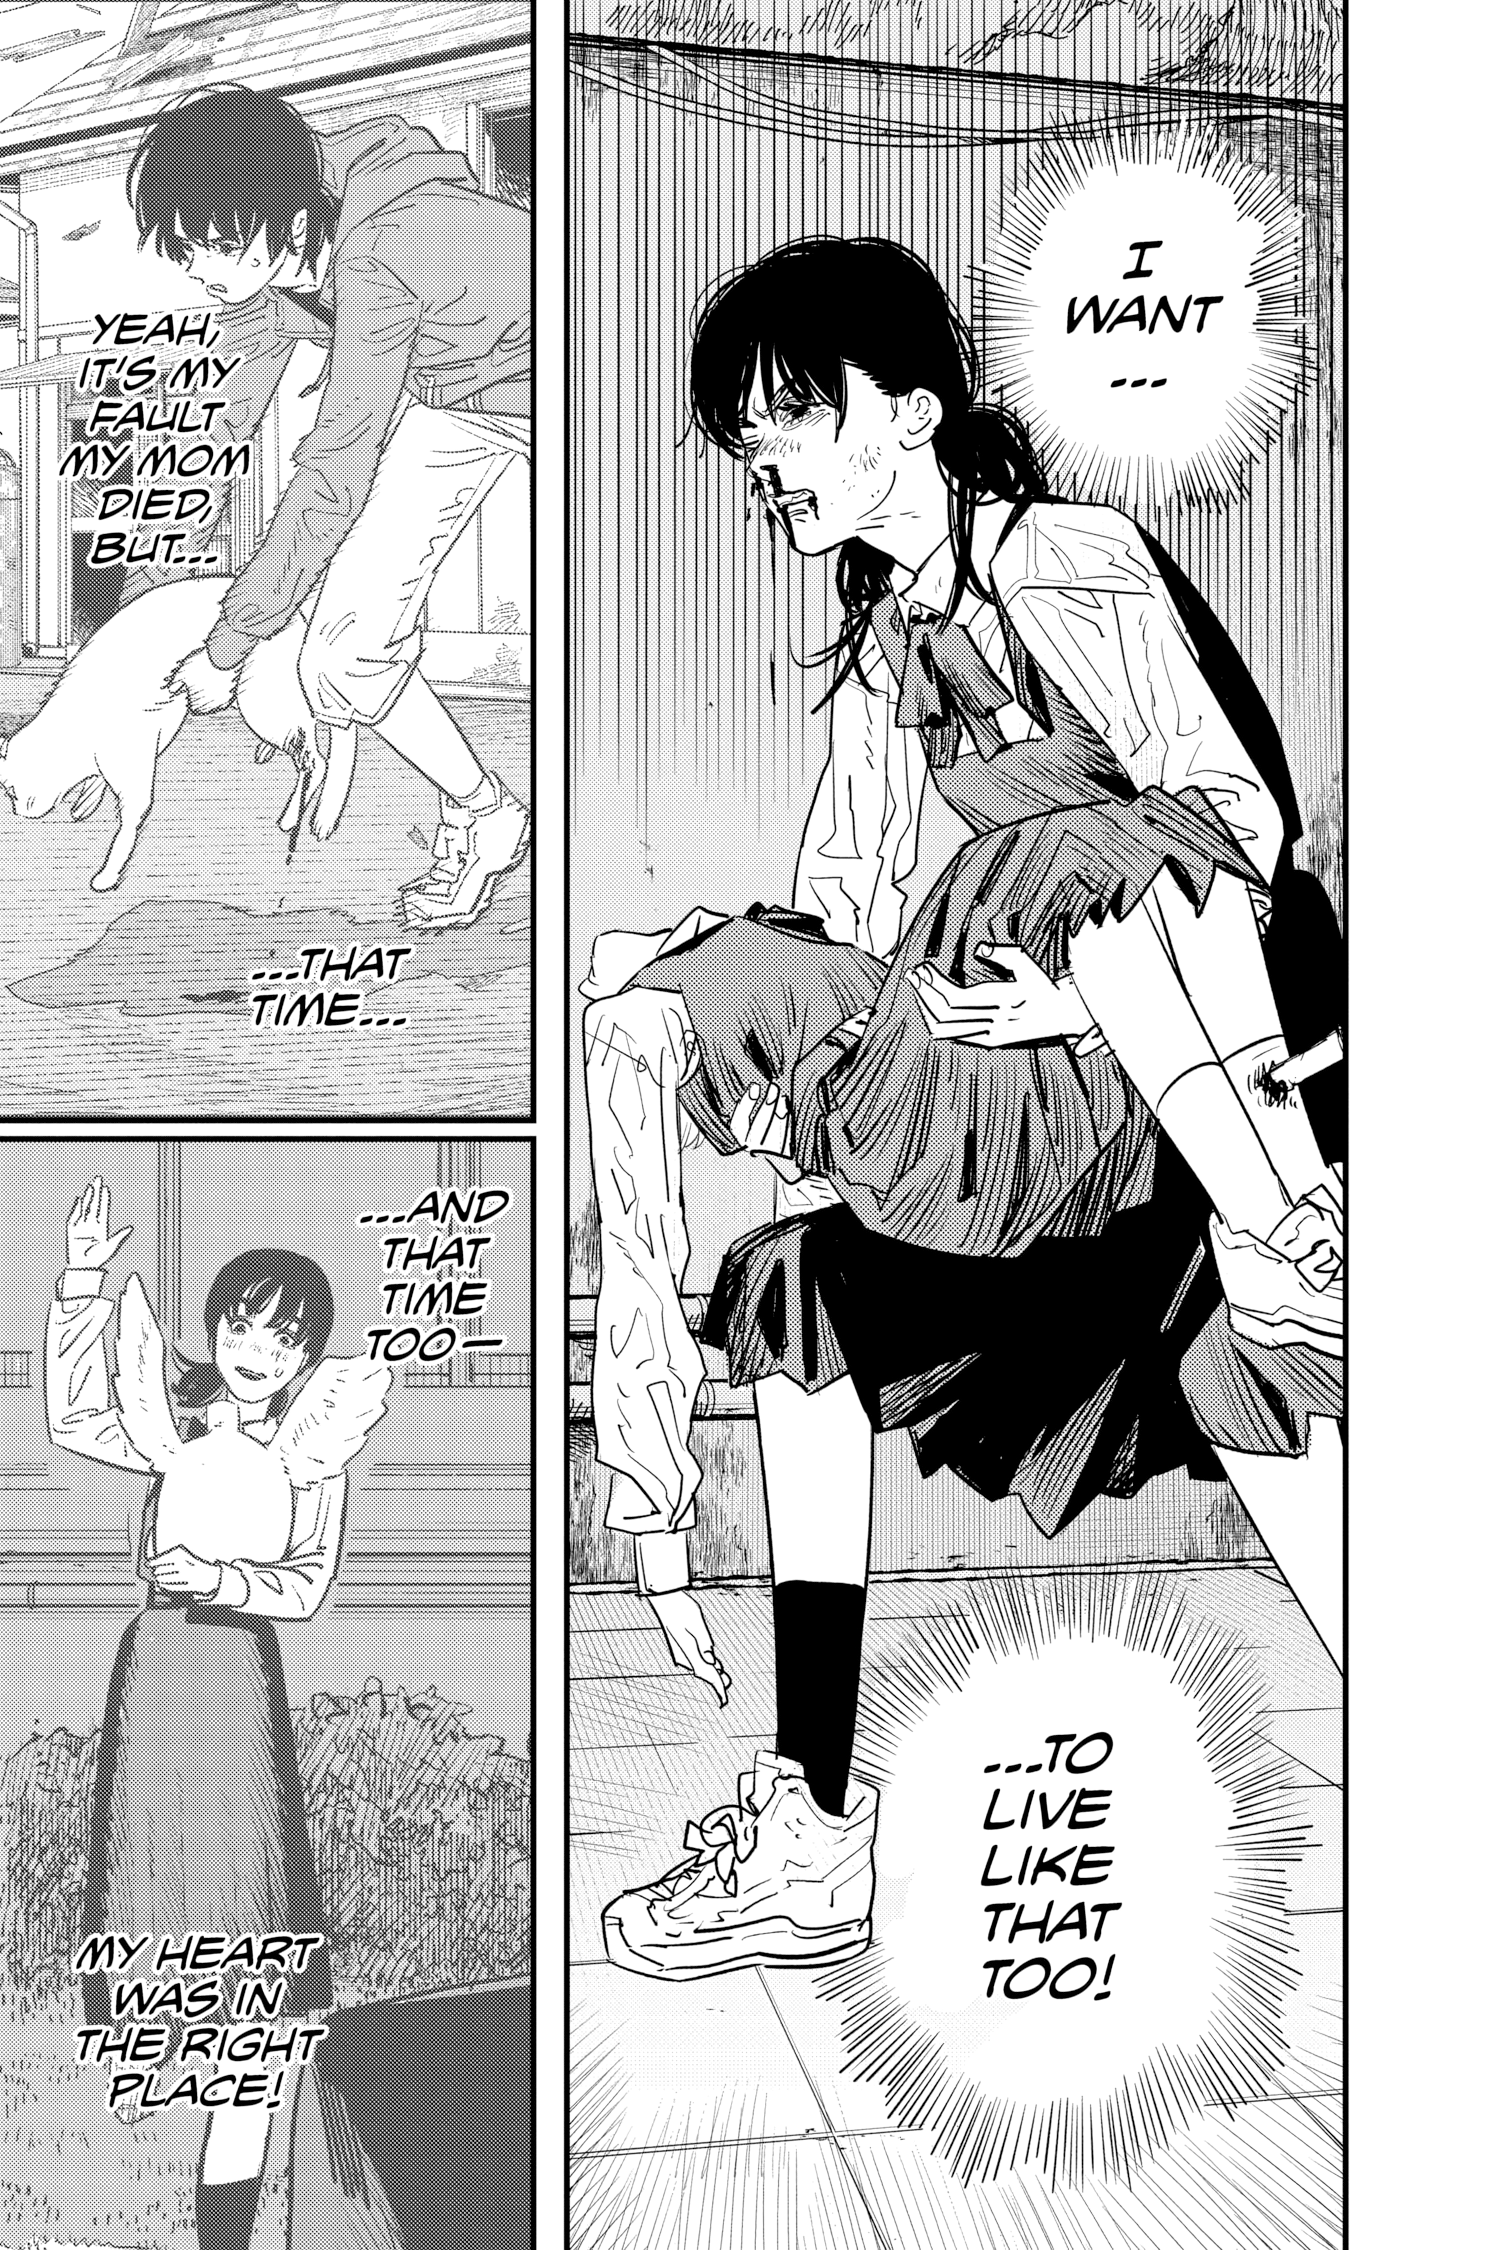 I
WANT
...
...TO
LIVE
LIKE
THAT
TOO!
YEAH,
IT'S MY
FAULT
MY MOM
DIED,
BUT...
...THAT
TIME...
...AND
THAT
TIME
TOO—
MY HEART
WAS IN
THE RIGHT
PLACE!